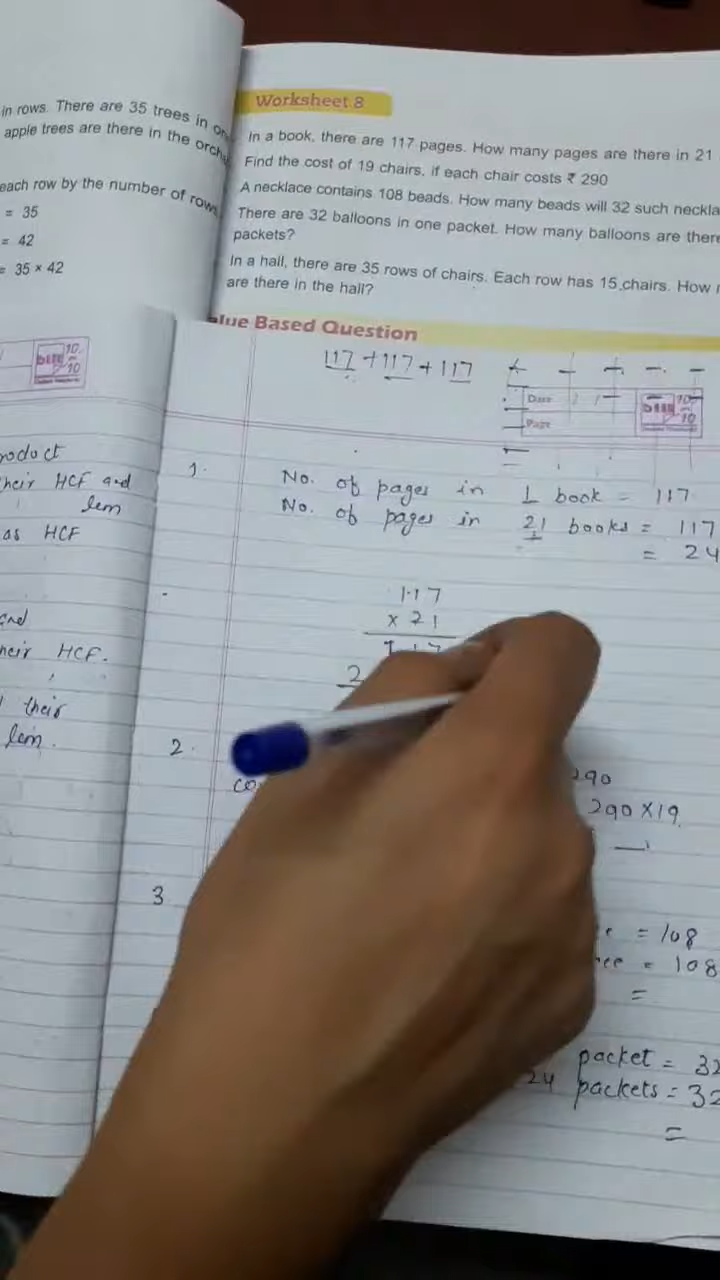 in rows. There are 35 trees in
apple trees are there in the
each row by the number of rows
= 35
= 42
= 35 × 42
Worksheet 8
In a book, there are 117 pages. How many pages are there in 21
Find the cost of 19 chairs, if each chair costs ₹ 290
A necklace contains 108 beads. How many beads will 32 such
There are 32 balloons in one packet. How many balloons are there
packets?
In a hall, there are 35 rows of chairs. Each row has 15 chairs. How
are there in the hall?
Based Question
117 + 117 + 117 +
Date
Page
their HCF and
lcm
as HCF
and
their HCF.
their
lcm.
1.
No. of pages in 1 book = 117
No. of pages in 21 books = 117
= 24
117
× 21
2
2.
290
290 × 19
3
= 108
= 108
=
packet = 32
24 packets = 32
=